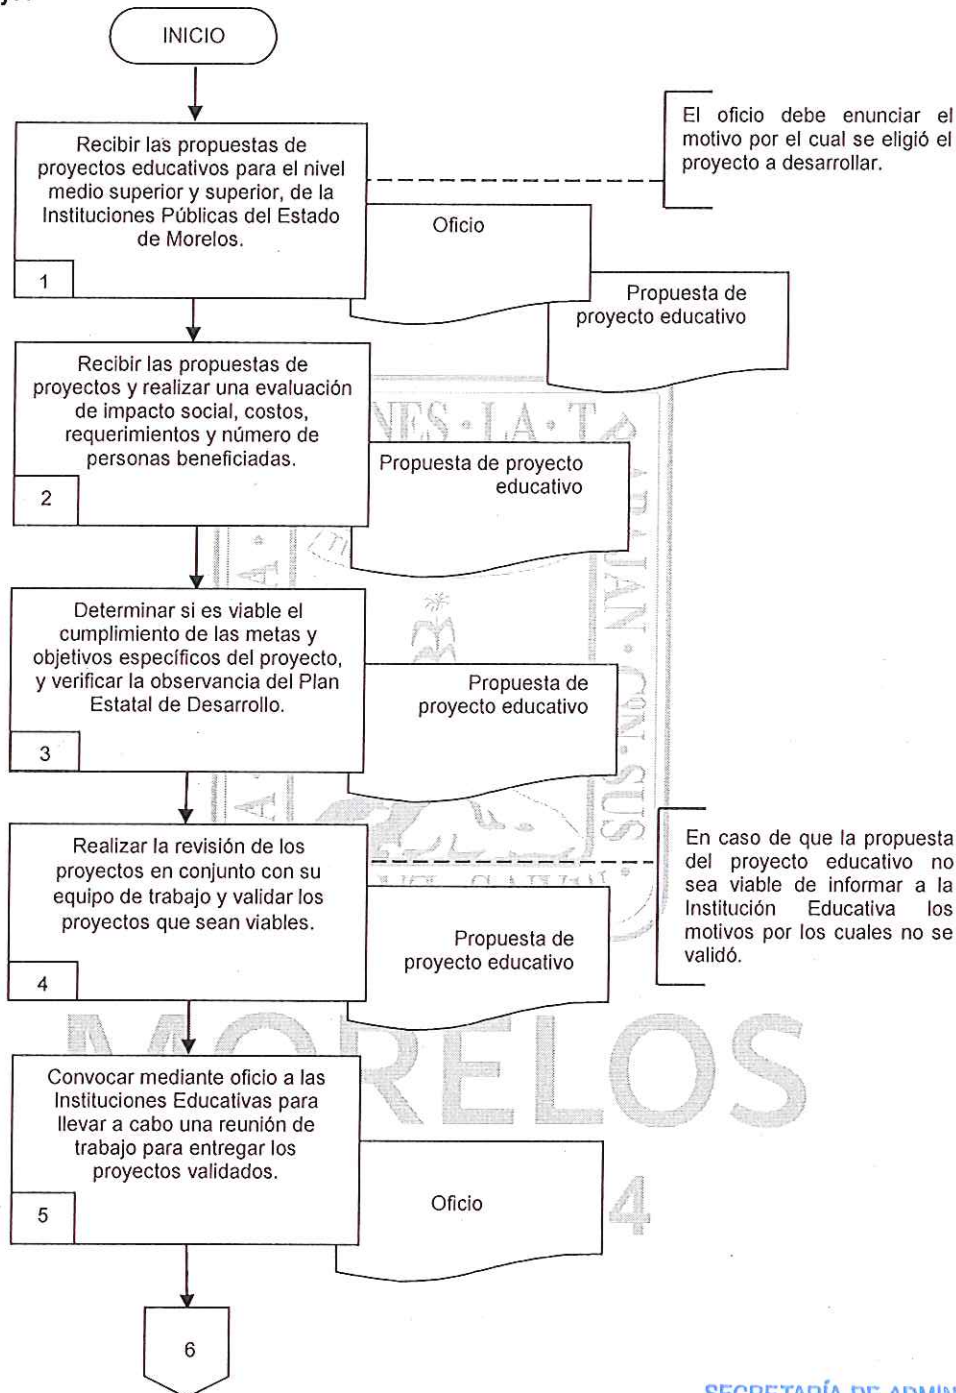 INICIO
Recibir las propuestas de
proyectos educativos para el nivel
medio superior y superior, de la
Instituciones Públicas del Estado
de Morelos.
1
El oficio debe enunciar el
motivo por el cual se eligió el
proyecto a desarrollar.
Oficio
Propuesta de
proyecto educativo
Recibir las propuestas de
proyectos y realizar una evaluación
de impacto social, costos,
requerimientos y número de
personas beneficiadas.
2
Propuesta de proyecto
educativo
Determinar si es viable el
cumplimiento de las metas y
objetivos específicos del proyecto,
y verificar la observancia del Plan
Estatal de Desarrollo.
3
Propuesta de
proyecto educativo
Realizar la revisión de los
proyectos en conjunto con su
equipo de trabajo y validar los
proyectos que sean viables.
4
En caso de que la propuesta
del proyecto educativo no
sea viable de informar a la
Institución Educativa los
motivos por los cuales no se
validó.
Propuesta de
proyecto educativo
MORELOS
Convocar mediante oficio a las
Instituciones Educativas para
llevar a cabo una reunión de
trabajo para entregar los
proyectos validados.
5
Oficio
4
6
SECRETARÍA DE ADMIN